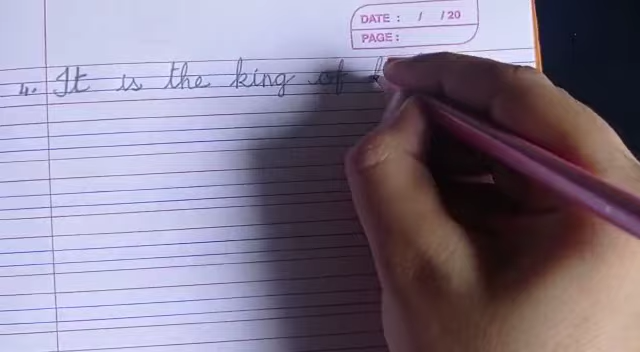 DATE : / / 20
PAGE :
4. It is the king of